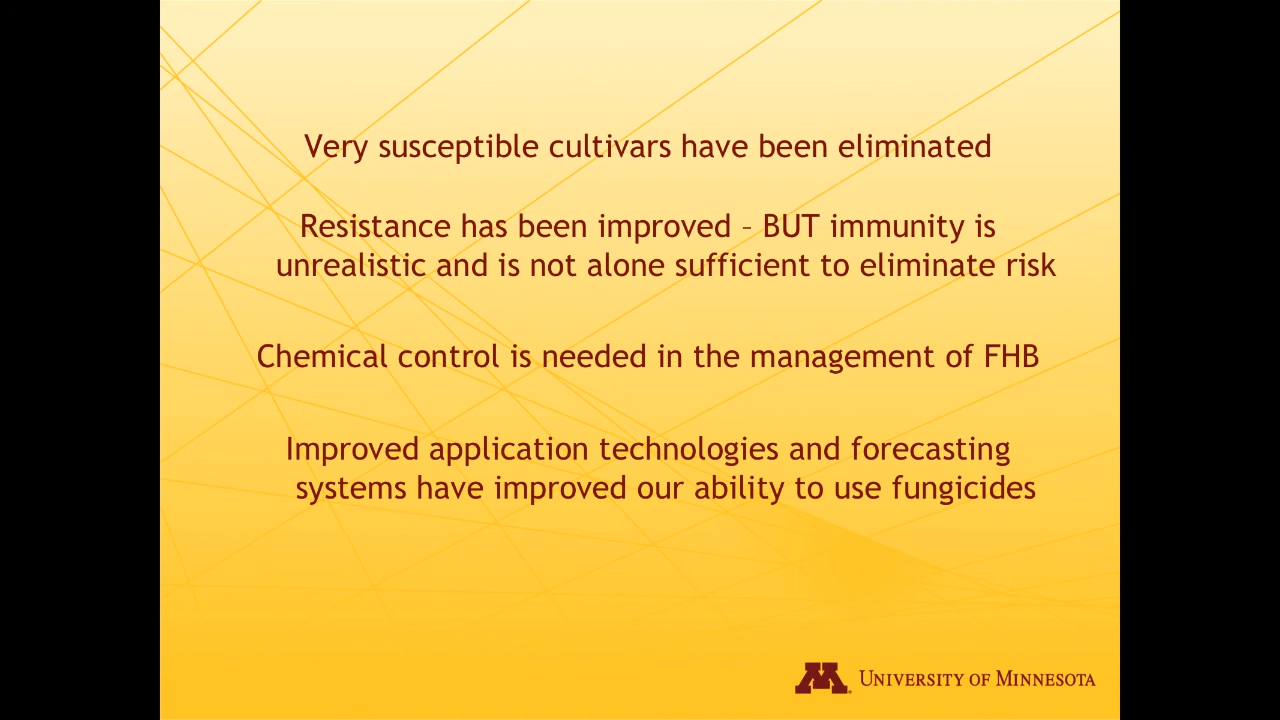 Very susceptible cultivars have been eliminated
Resistance has been improved – BUT immunity is
unrealistic and is not alone sufficient to eliminate risk
Chemical control is needed in the management of FHB
Improved application technologies and forecasting
systems have improved our ability to use fungicides
M University of Minnesota